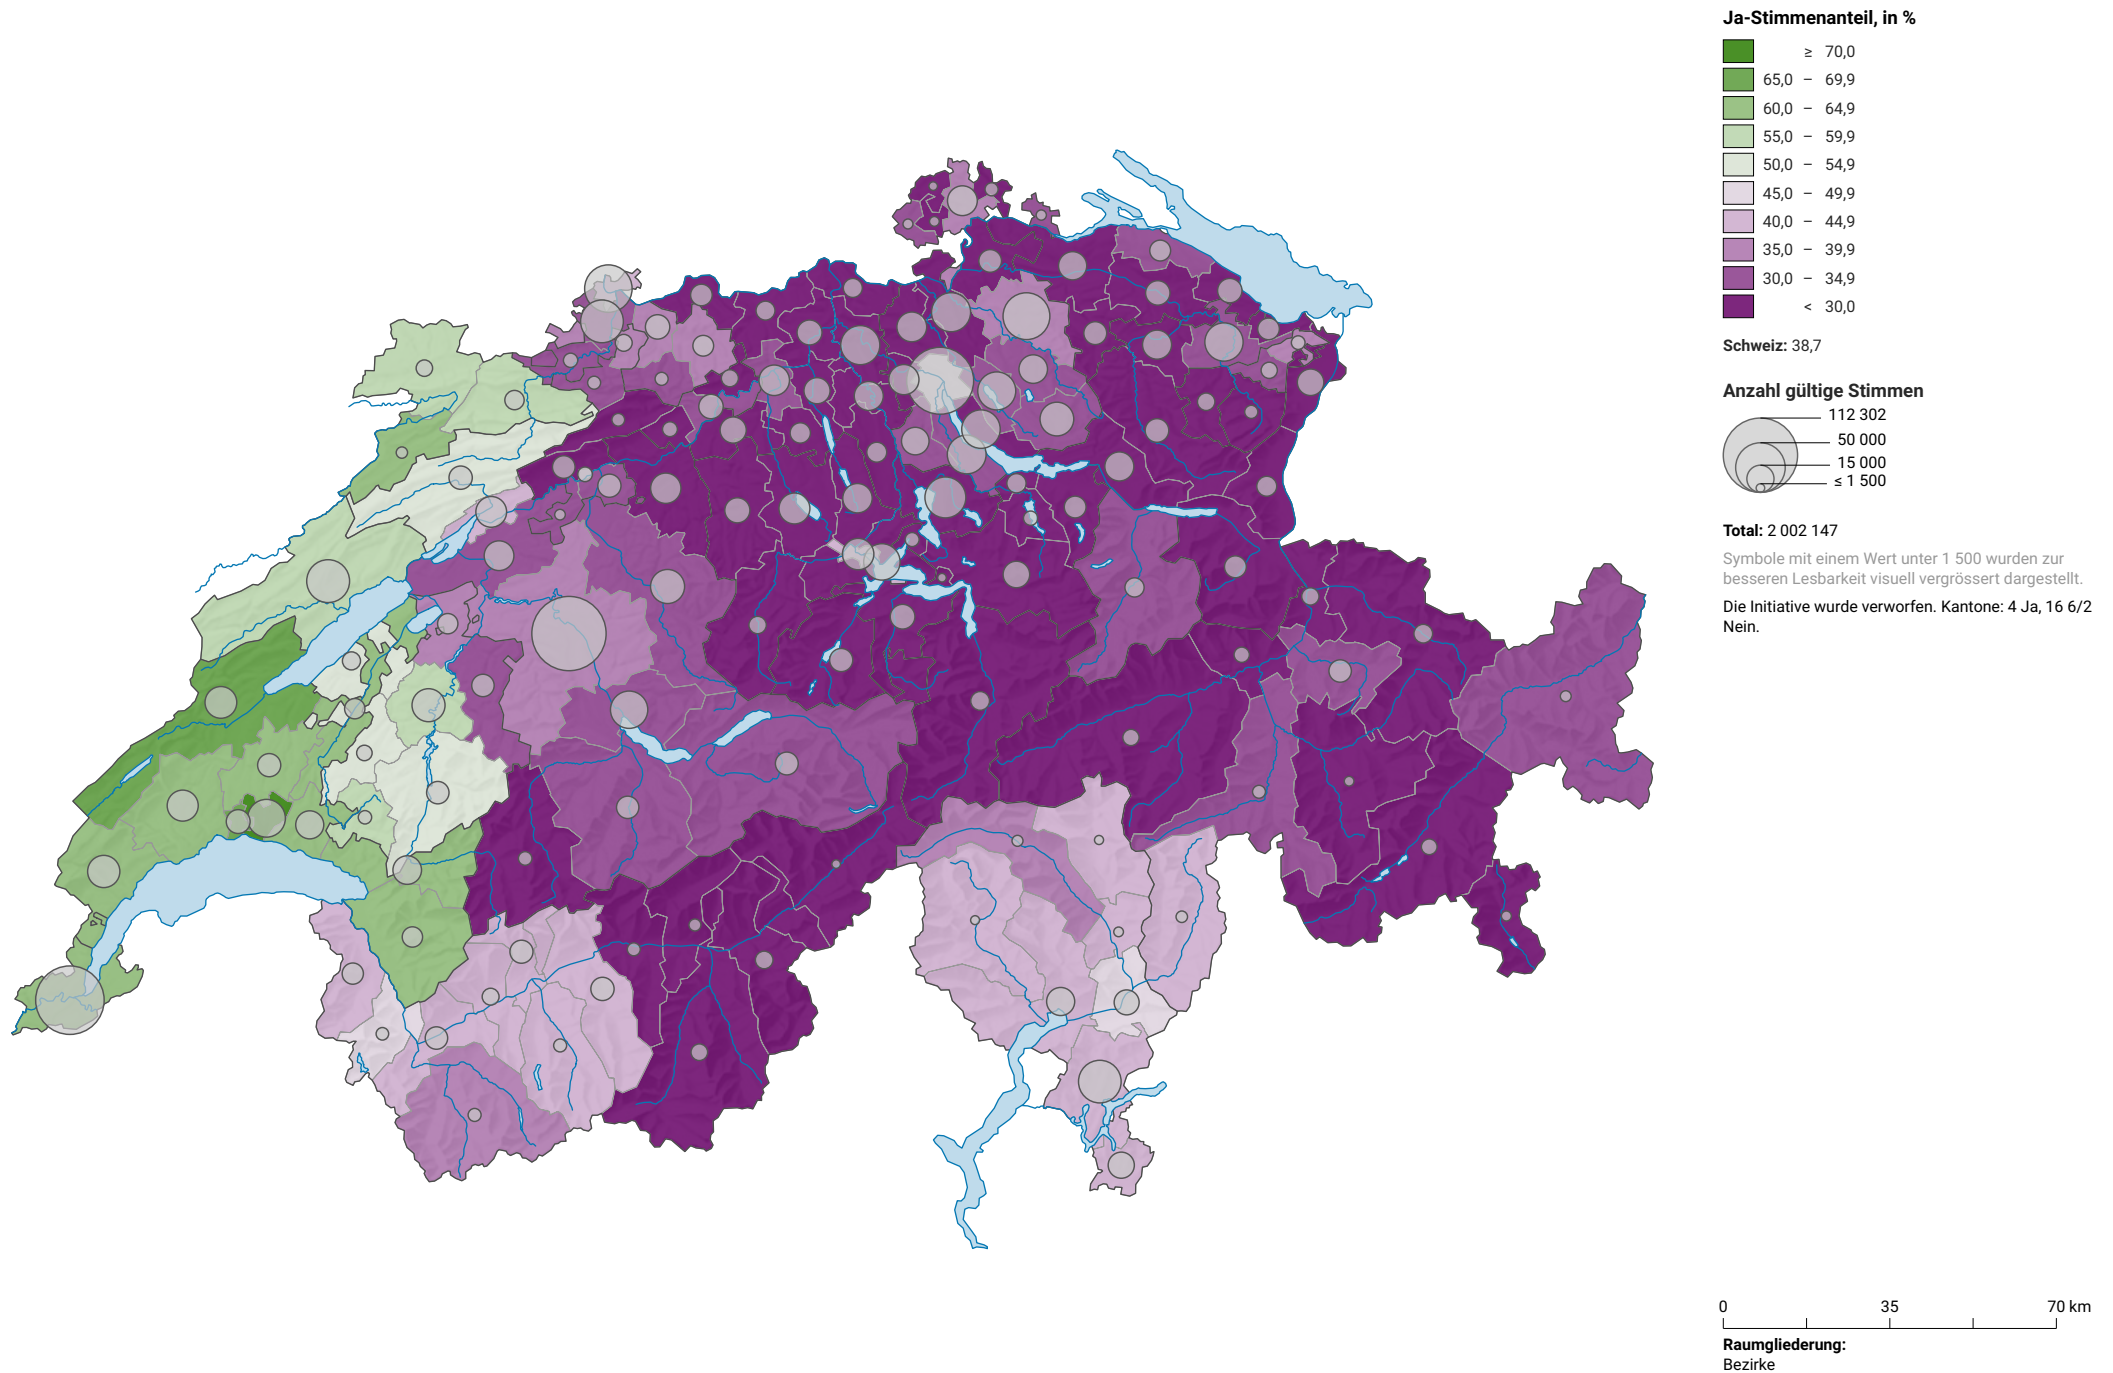 Ja-Stimmenanteil, in %
≥ 70,0
65,0 – 69,9
60,0 – 64,9
55,0 – 59,9
50,0 – 54,9
45,0 – 49,9
40,0 – 44,9
35,0 – 39,9
30,0 – 34,9
< 30,0
Schweiz: 38,7
Anzahl gültige Stimmen
112 302
50 000
15 000
≤ 1 500
Total: 2 002 147
Symbole mit einem Wert unter 1 500 wurden zur
besseren Lesbarkeit visuell vergrössert dargestellt.
Die Initiative wurde verworfen. Kantone: 4 Ja, 16 6/2
Nein.
0 35 70 km
Raumgliederung:
Bezirke